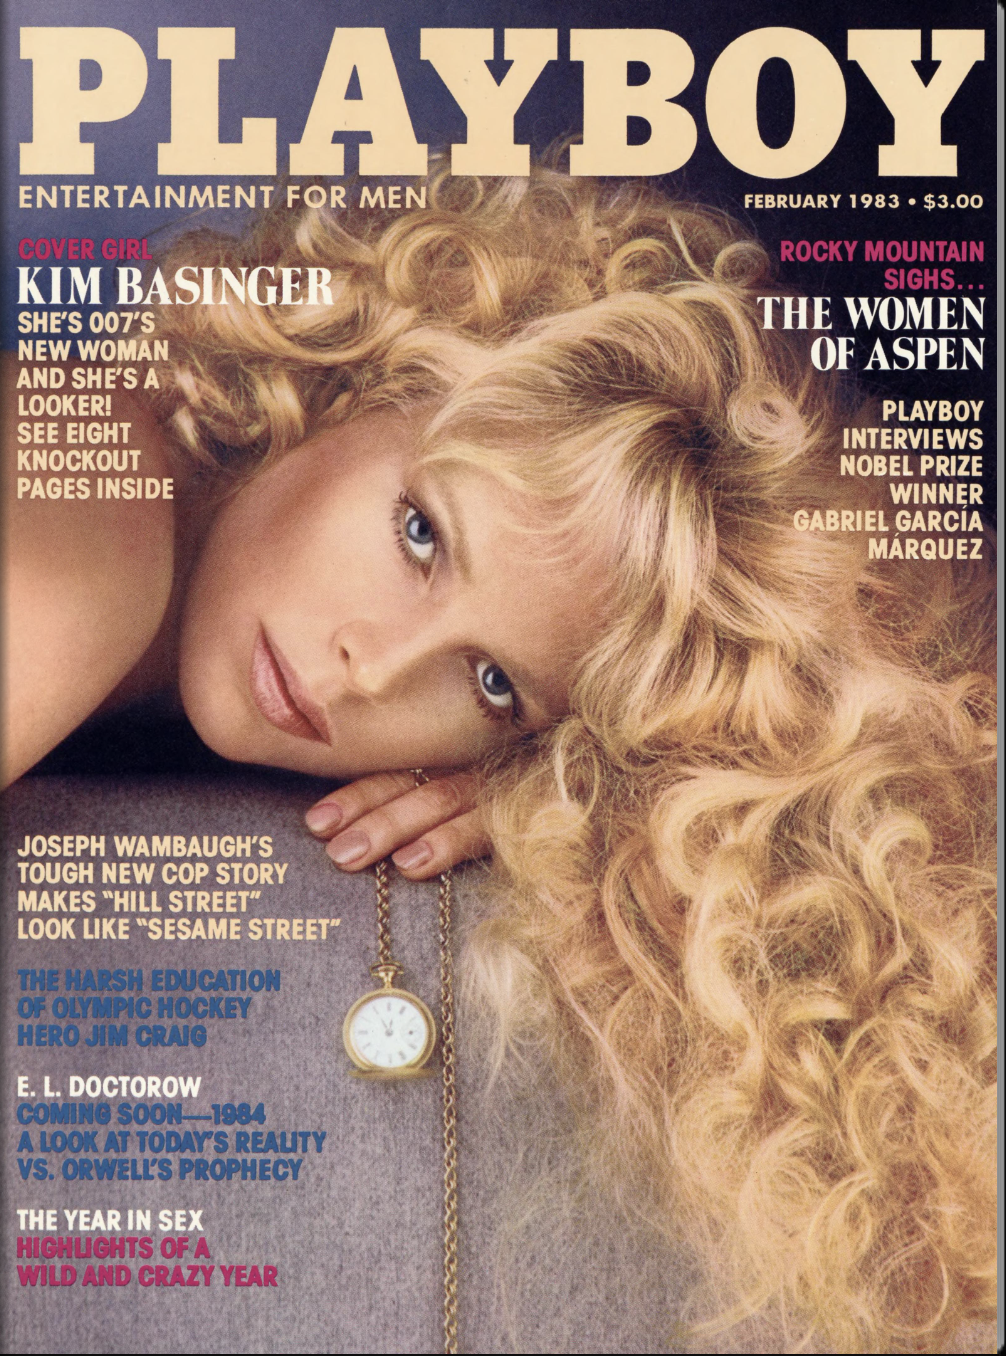 PLAYBOY
ENTERTAINMENT FOR MEN
FEBRUARY 1983 • $3.00
COVER GIRL
KIM BASINGER
SHE'S 007'S
NEW WOMAN
AND SHE'S A
LOOKER!
SEE EIGHT
KNOCKOUT
PAGES INSIDE
ROCKY MOUNTAIN
SIGHS...
THE WOMEN
OF ASPEN
PLAYBOY
INTERVIEWS
NOBEL PRIZE
WINNER
GABRIEL GARCÍA
MÁRQUEZ
JOSEPH WAMBAUGH'S
TOUGH NEW COP STORY
MAKES "HILL STREET"
LOOK LIKE "SESAME STREET"
THE HARSH EDUCATION
OF OLYMPIC HOCKEY
HERO JIM CRAIG
E. L. DOCTOROW
COMING SOON—1984
A LOOK AT TODAY'S REALITY
VS. ORWELL'S PROPHECY
THE YEAR IN SEX
HIGHLIGHTS OF A
WILD AND CRAZY YEAR